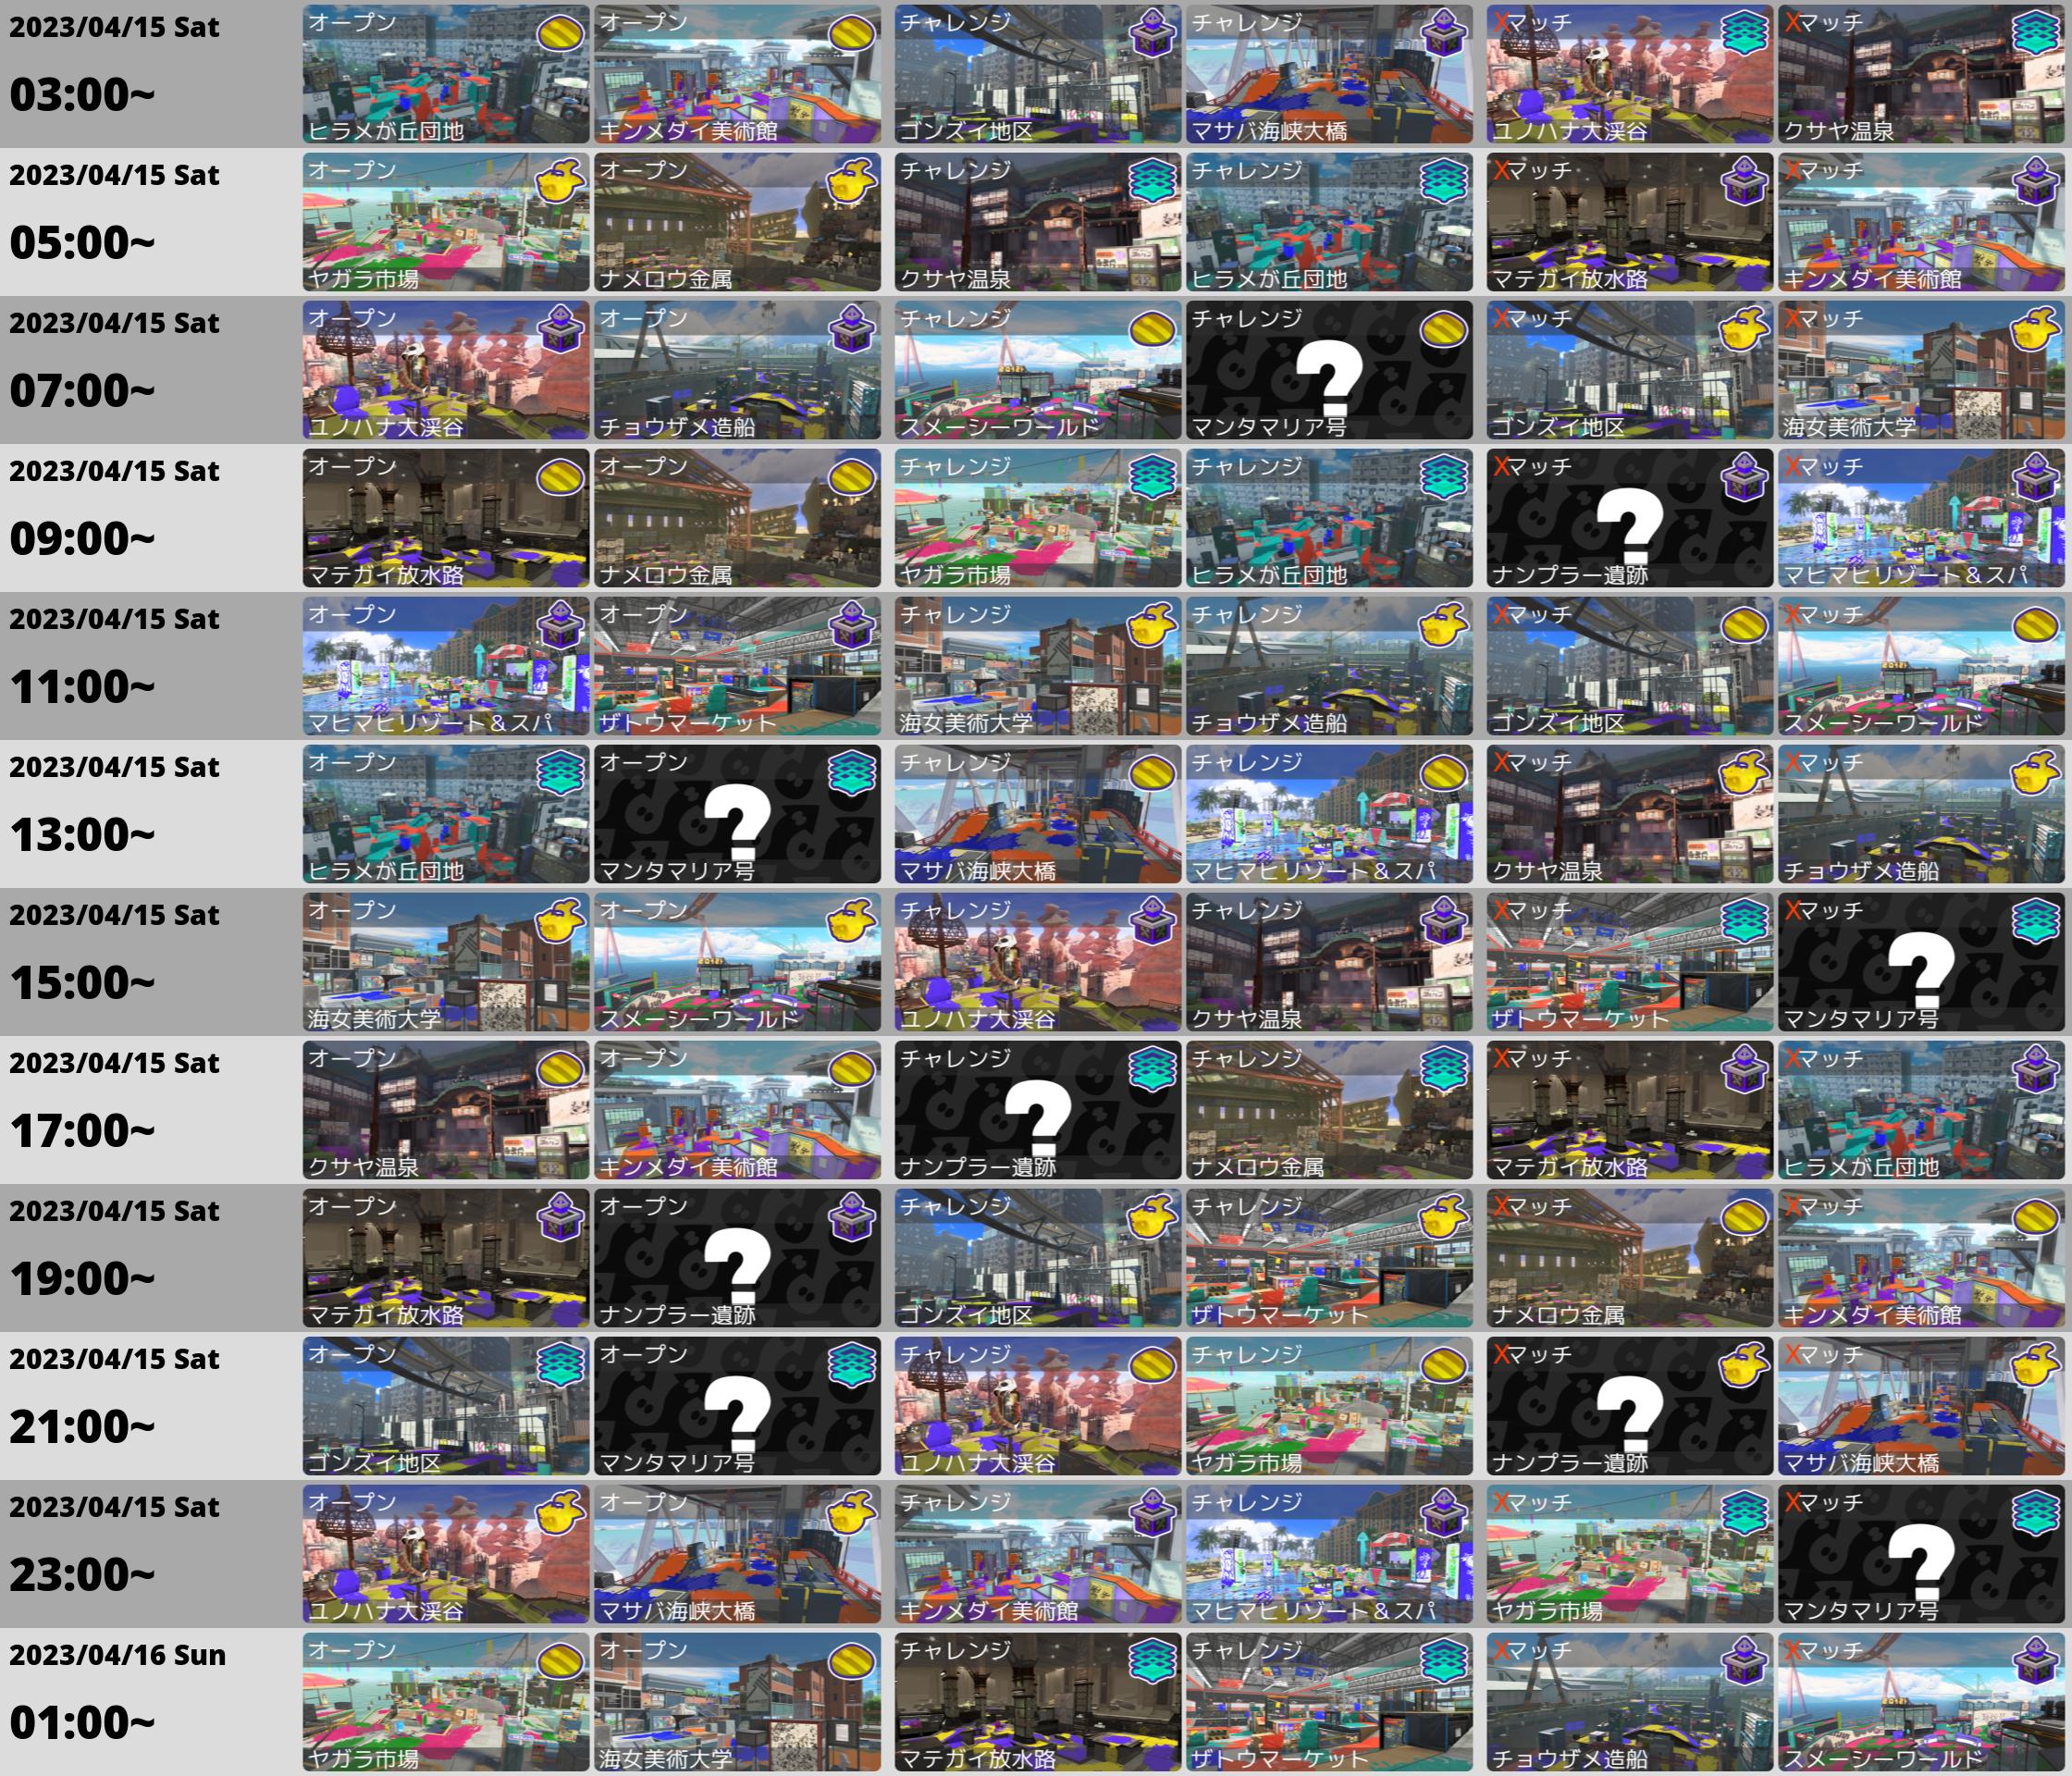 2023/04/15 Sat
03:00~
オープン オープン チャレンジ チャレンジ Xマッチ Xマッチ
ヒラメが丘団地 キンメダイ美術館 ゴンズイ地区 マサバ海峡大橋 ユノハナ大渓谷 クサヤ温泉
2023/04/15 Sat
05:00~
オープン オープン チャレンジ チャレンジ Xマッチ Xマッチ
ヤガラ市場 ナメロウ金属 クサヤ温泉 ヒラメが丘団地 マテガイ放水路 キンメダイ美術館
2023/04/15 Sat
07:00~
オープン オープン チャレンジ チャレンジ Xマッチ Xマッチ
ユノハナ大渓谷 チョウザメ造船 スメーシーワールド マンタマリア号 ゴンズイ地区 海女美術大学
2023/04/15 Sat
09:00~
オープン オープン チャレンジ チャレンジ Xマッチ Xマッチ
マテガイ放水路 ナメロウ金属 ヤガラ市場 ヒラメが丘団地 ナンプラー遺跡 マヒマヒリゾート&スパ
2023/04/15 Sat
11:00~
オープン オープン チャレンジ チャレンジ Xマッチ Xマッチ
マヒマヒリゾート&スパ ザトウマーケット 海女美術大学 チョウザメ造船 ゴンズイ地区 スメーシーワールド
2023/04/15 Sat
13:00~
オープン オープン チャレンジ チャレンジ Xマッチ Xマッチ
ヒラメが丘団地 マンタマリア号 マサバ海峡大橋 マヒマヒリゾート&スパ クサヤ温泉 チョウザメ造船
2023/04/15 Sat
15:00~
オープン オープン チャレンジ チャレンジ Xマッチ Xマッチ
海女美術大学 スメーシーワールド ユノハナ大渓谷 クサヤ温泉 ザトウマーケット マンタマリア号
2023/04/15 Sat
17:00~
オープン オープン チャレンジ チャレンジ Xマッチ Xマッチ
クサヤ温泉 キンメダイ美術館 ナンプラー遺跡 ナメロウ金属 マテガイ放水路 ヒラメが丘団地
2023/04/15 Sat
19:00~
オープン オープン チャレンジ チャレンジ Xマッチ Xマッチ
マテガイ放水路 ナンプラー遺跡 ゴンズイ地区 ザトウマーケット ナメロウ金属 キンメダイ美術館
2023/04/15 Sat
21:00~
オープン オープン チャレンジ チャレンジ Xマッチ Xマッチ
ゴンズイ地区 マンタマリア号 ユノハナ大渓谷 ヤガラ市場 ナンプラー遺跡 マサバ海峡大橋
2023/04/15 Sat
23:00~
オープン オープン チャレンジ チャレンジ Xマッチ Xマッチ
ユノハナ大渓谷 マサバ海峡大橋 キンメダイ美術館 マヒマヒリゾート&スパ ヤガラ市場 マンタマリア号
2023/04/16 Sun
01:00~
オープン オープン チャレンジ チャレンジ Xマッチ Xマッチ
ヤガラ市場 海女美術大学 マテガイ放水路 ザトウマーケット チョウザメ造船 スメーシーワールド